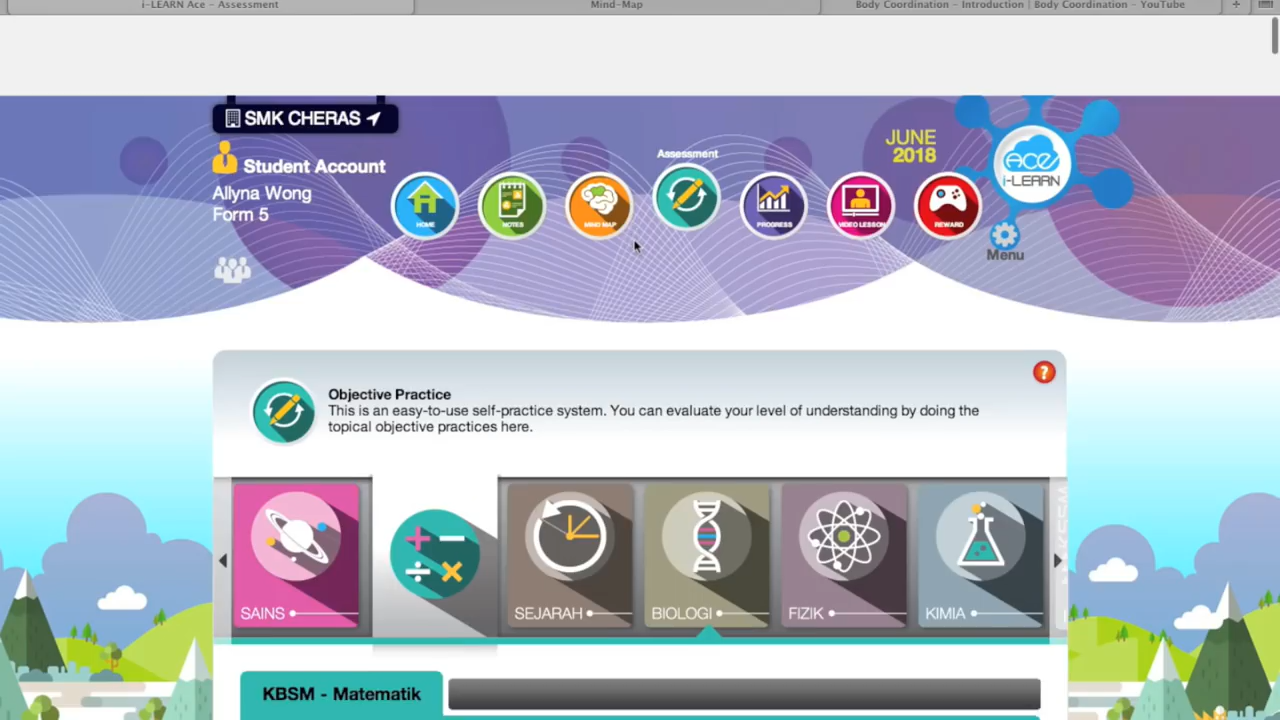 i-LEARN Ace - Assessment
Mind-Map
Body Coordination - Introduction | Body Coordination - YouTube
SMK CHERAS
Student Account
Allyna Wong
Form 5
HOME
NOTES
MIND MAP
Assessment
PROGRESS
VIDEO LESSON
REWARD
JUNE
2018
ACE
i-LEARN
Menu
Objective Practice
This is an easy-to-use self-practice system. You can evaluate your level of understanding by doing the
topical objective practices here.
SAINS
SEJARAH
BIOLOGI
FIZIK
KIMIA
KBSM - Matematik